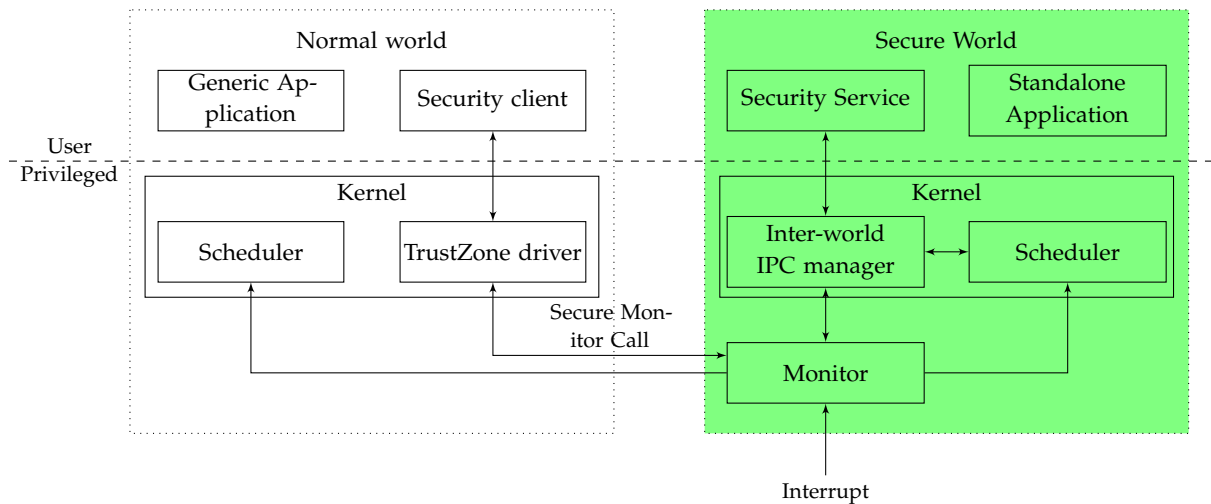 Normal world
Secure World
Generic Ap-
plication
Security client
Security Service
Standalone
Application
User
Privileged
Kernel
Kernel
Scheduler
TrustZone driver
Inter-world
IPC manager
Scheduler
Secure Mon-
itor Call
Monitor
Interrupt